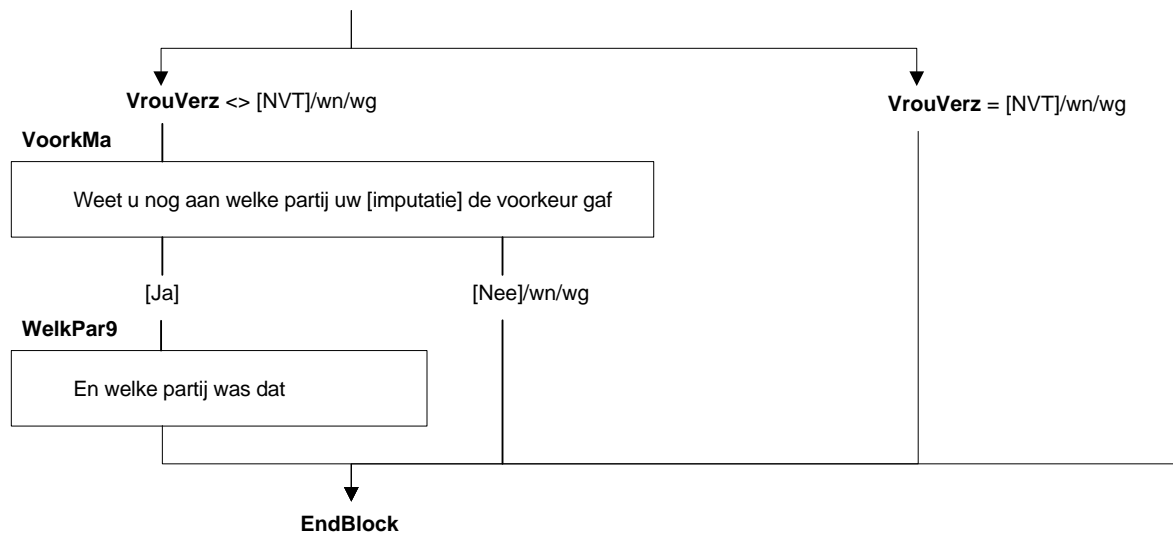 VrouVerz <> [NVT]/wn/wg
VrouVerz = [NVT]/wn/wg
VoorkMa
Weet u nog aan welke partij uw [imputatie] de voorkeur gaf
[Ja]
[Nee]/wn/wg
WelkPar9
En welke partij was dat
EndBlock